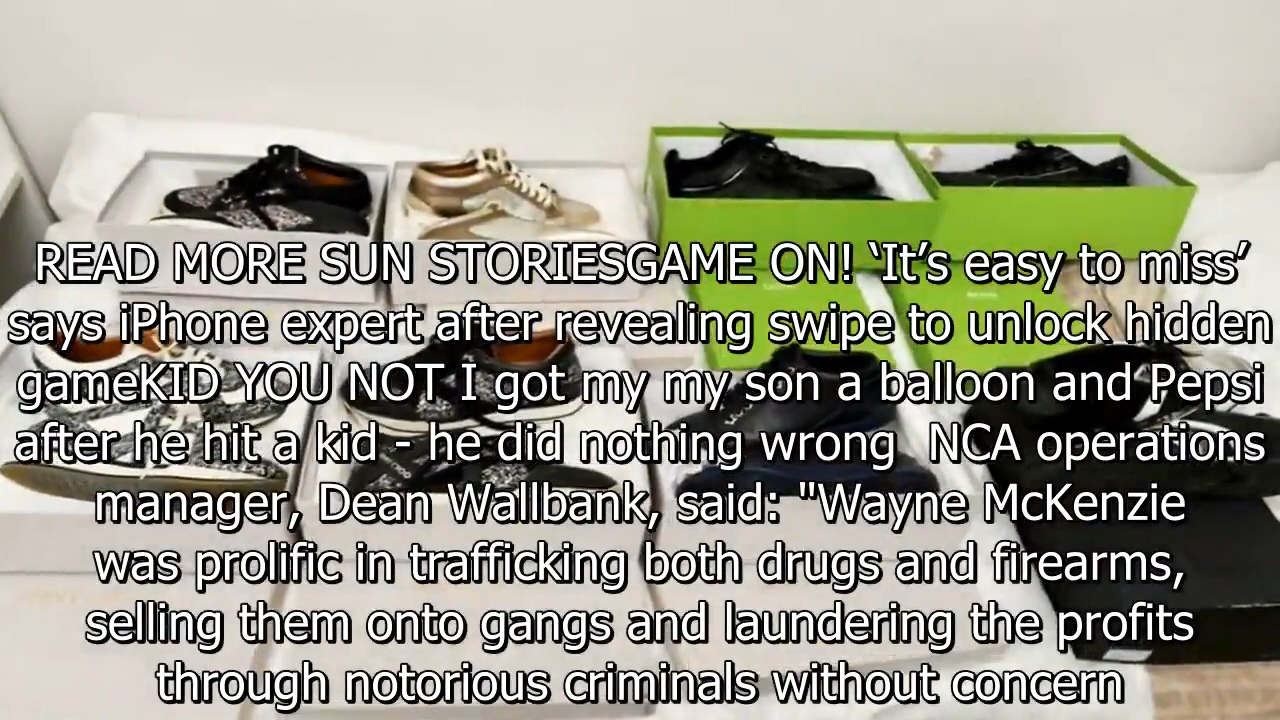 READ MORE SUN STORIESGAME ON! ‘It’s easy to miss’
says iPhone expert after revealing swipe to unlock hidden
gameKID YOU NOT I got my my son a balloon and Pepsi
after he hit a kid - he did nothing wrong  NCA operations
manager, Dean Wallbank, said: "Wayne McKenzie
was prolific in trafficking both drugs and firearms,
selling them onto gangs and laundering the profits
through notorious criminals without concern